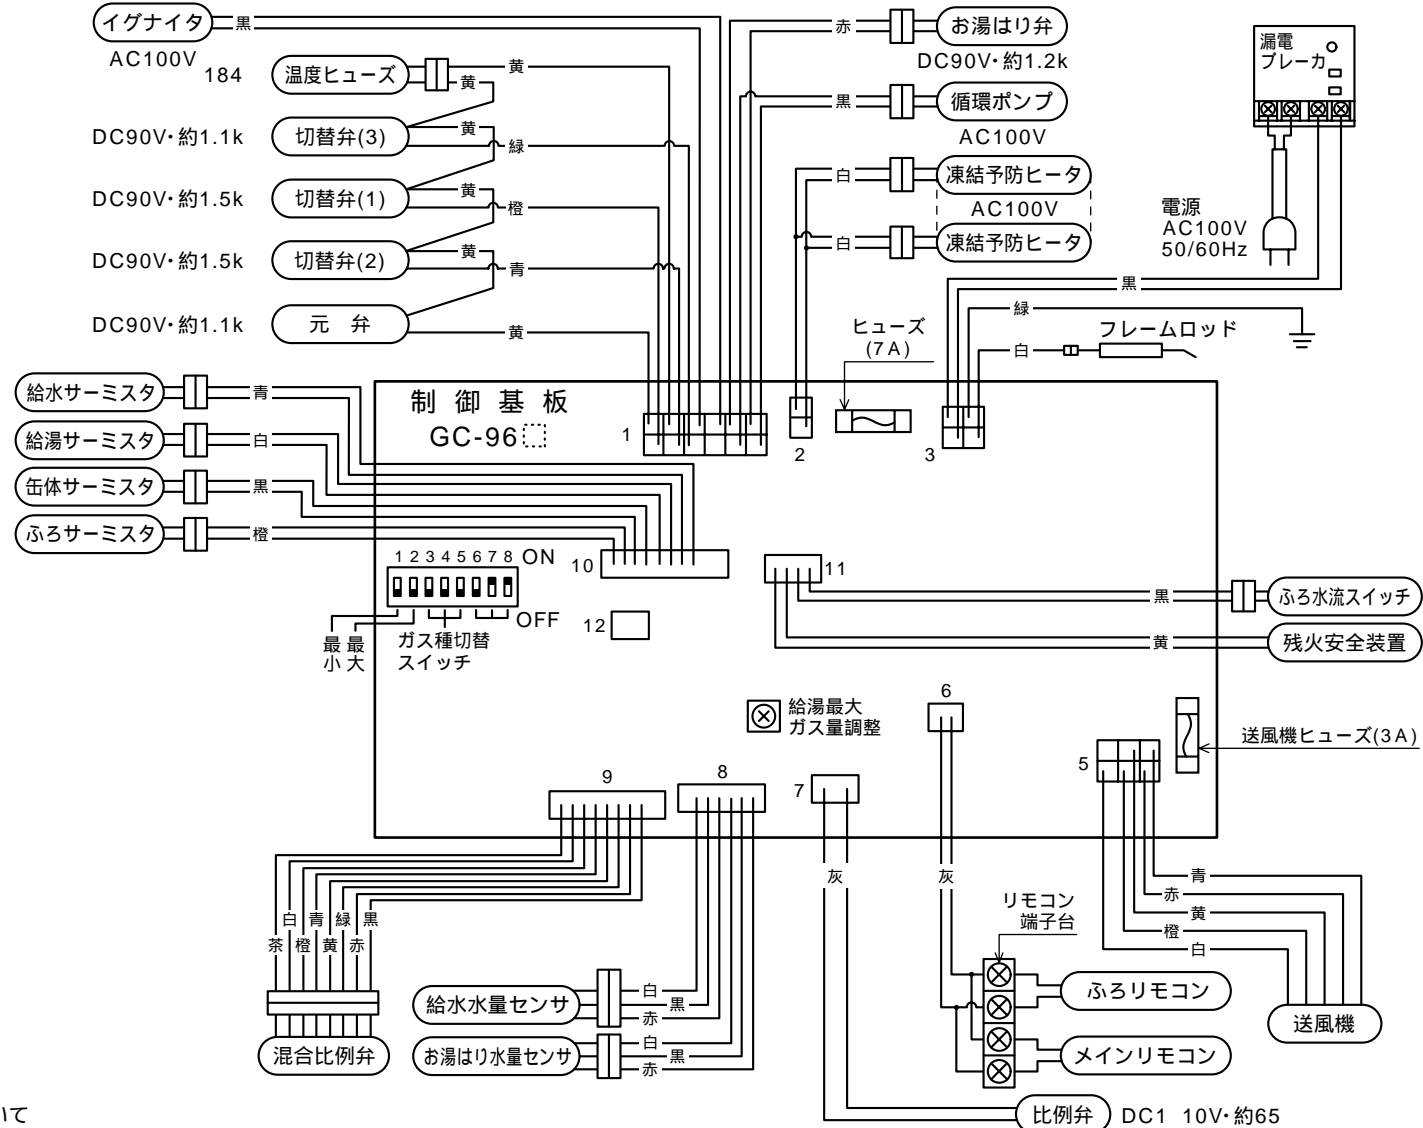 イグナイタ
黒
AC100V
184
温度ヒューズ
黄
黄
DC90V・約1.1k
切替弁(3)
黄
緑
DC90V・約1.5k
切替弁(1)
黄
橙
DC90V・約1.5k
切替弁(2)
黄
青
DC90V・約1.1k
元 弁
黄
赤
お湯はり弁
DC90V・約1.2k
黒
循環ポンプ
AC100V
白
凍結予防ヒータ
AC100V
白
凍結予防ヒータ
漏電
ブレーカ
電源
AC100V
50/60Hz
黒
緑
ヒューズ
(7A)
フレームロッド
白
給水サーミスタ
青
給湯サーミスタ
白
缶体サーミスタ
黒
ふろサーミスタ
橙
制 御 基 板
GC-96
1
2
3
1 2 3 4 5 6 7 8 ON
OFF
最小
最大
ガス種切替
スイッチ
10
12
11
黒
ふろ水流スイッチ
黄
残火安全装置
給湯最大
ガス量調整
6
5
送風機ヒューズ(3A)
9
8
7
茶
白
橙
青
黄
緑
赤
黒
混合比例弁
給水水量センサ
白
黒
赤
お湯はり水量センサ
白
黒
赤
灰
灰
リモコン
端子台
ふろリモコン
メインリモコン
青
赤
黄
橙
白
送風機
比例弁
DC1 10V・約65
いて